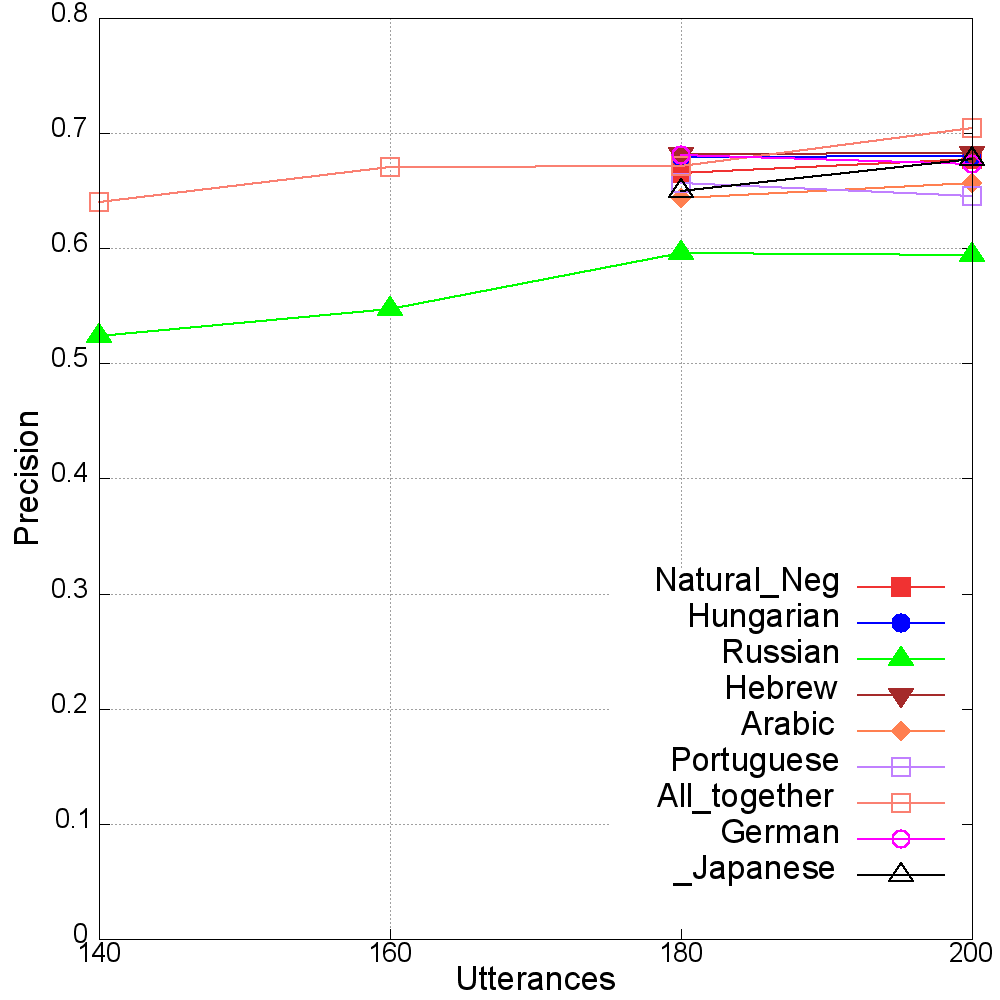 0.8
0.7
0.6
0.5
0.4
0.3
0.2
0.1
0
Precision
140 160 180 200
Utterances
Natural_Neg
Hungarian
Russian
Hebrew
Arabic
Portuguese
All_together
German
_Japanese